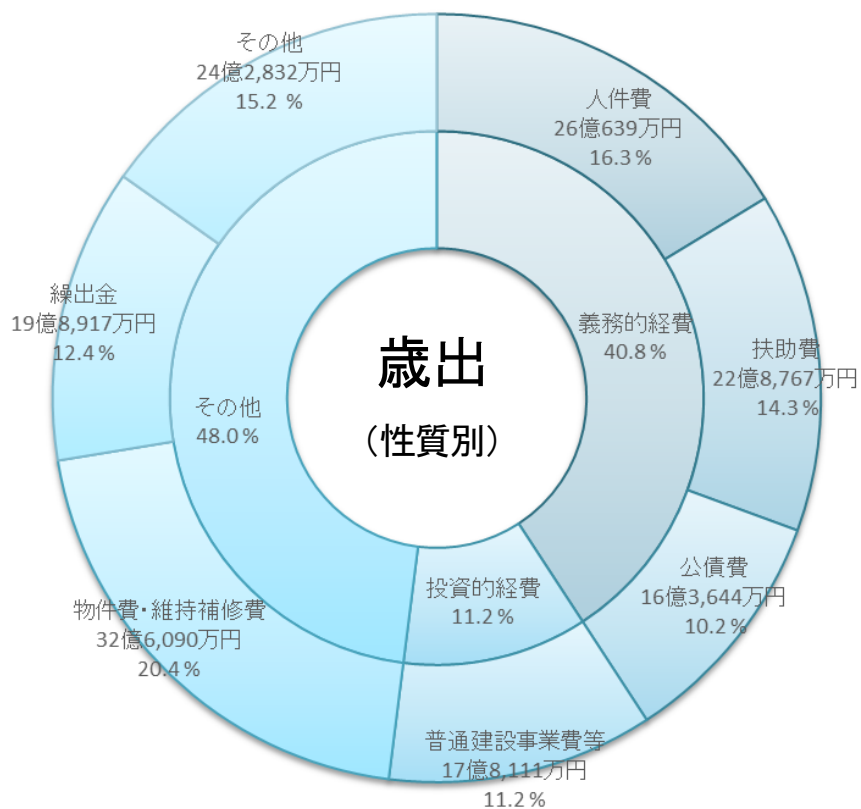 その他
24億2,832万円
15.2 %
人件費
26億639万円
16.3％
繰出金
19億8,917万円
12.4％
義務的経費
40.8％
扶助費
22億8,767万円
14.3％
歳出
（性質別）
その他
48.0％
公債費
16億3,644万円
10.2％
投資的経費
11.2％
物件費・維持補修費
32億6,090万円
20.4％
普通建設事業費等
17億8,111万円
11.2％